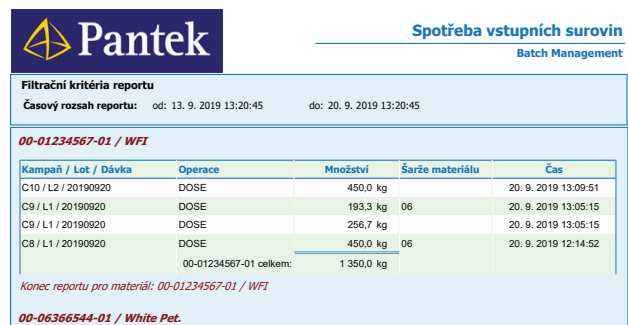 Pantek
Spotřeba vstupních surovin
Batch Management
Filtrační kritéria reportu
Časový rozsah reportu: od: 13. 9. 2019 13:20:45 do: 20. 9. 2019 13:20:45
00-01234567-01 / WFI
Kampaň / Lot / Dávka Operace Množství Šarže materiálu Čas
C10 / L2 / 20190920 DOSE 450,0 kg 20. 9. 2019 13:09:51
C9 / L1 / 20190920 DOSE 193,3 kg 06 20. 9. 2019 13:05:15
C9 / L1 / 20190920 DOSE 256,7 kg 20. 9. 2019 13:05:15
C8 / L1 / 20190920 DOSE 450,0 kg 06 20. 9. 2019 12:14:52
00-01234567-01 celkem: 1 350,0 kg
Konec reportu pro materiál: 00-01234567-01 / WFI
00-06366544-01 / White Pet.